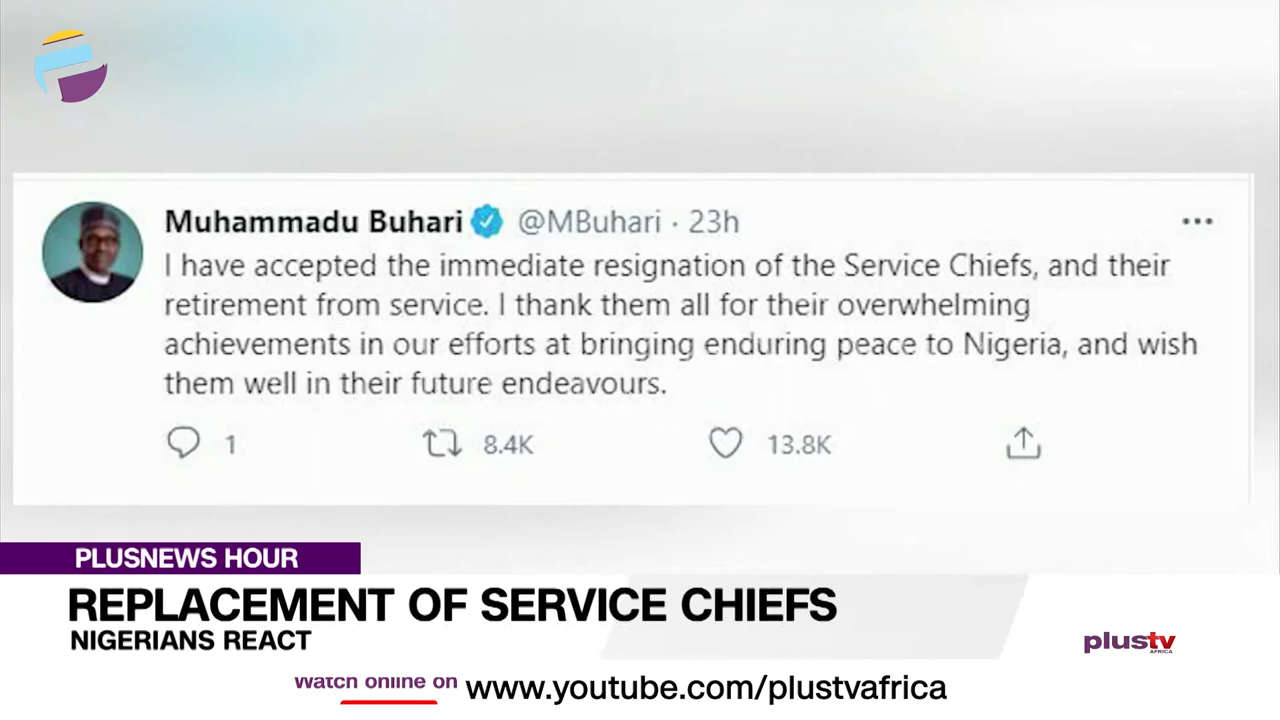 Muhammadu Buhari @MBuhari · 23h
I have accepted the immediate resignation of the Service Chiefs, and their
retirement from service. I thank them all for their overwhelming
achievements in our efforts at bringing enduring peace to Nigeria, and wish
them well in their future endeavours.
1 8.4K 13.8K
PLUSNEWS HOUR
REPLACEMENT OF SERVICE CHIEFS
NIGERIANS REACT
plustv
AFRICA
watch online on www.youtube.com/plustvafrica